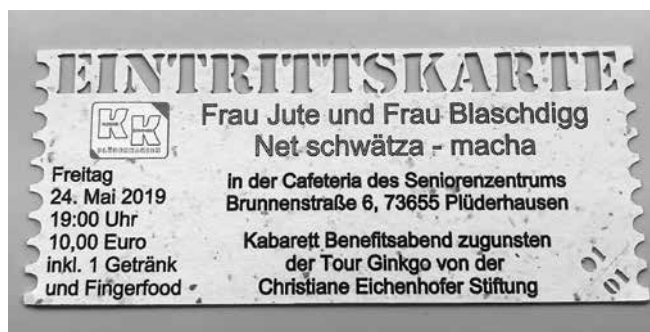 EINTRITTSKARTE
KK
PLÜDERHAUSEN
Frau Jute und Frau Blaschdigg
Net schwätza - macha
Freitag
24. Mai 2019
19:00 Uhr
10,00 Euro
inkl. 1 Getränk
und Fingerfood
in der Cafeteria des Seniorenzentrums
Brunnenstraße 6, 73655 Plüderhausen
Kabarett Benefitsabend zugunsten
der Tour Ginkgo von der
Christiane Eichenhofer Stiftung
01
01